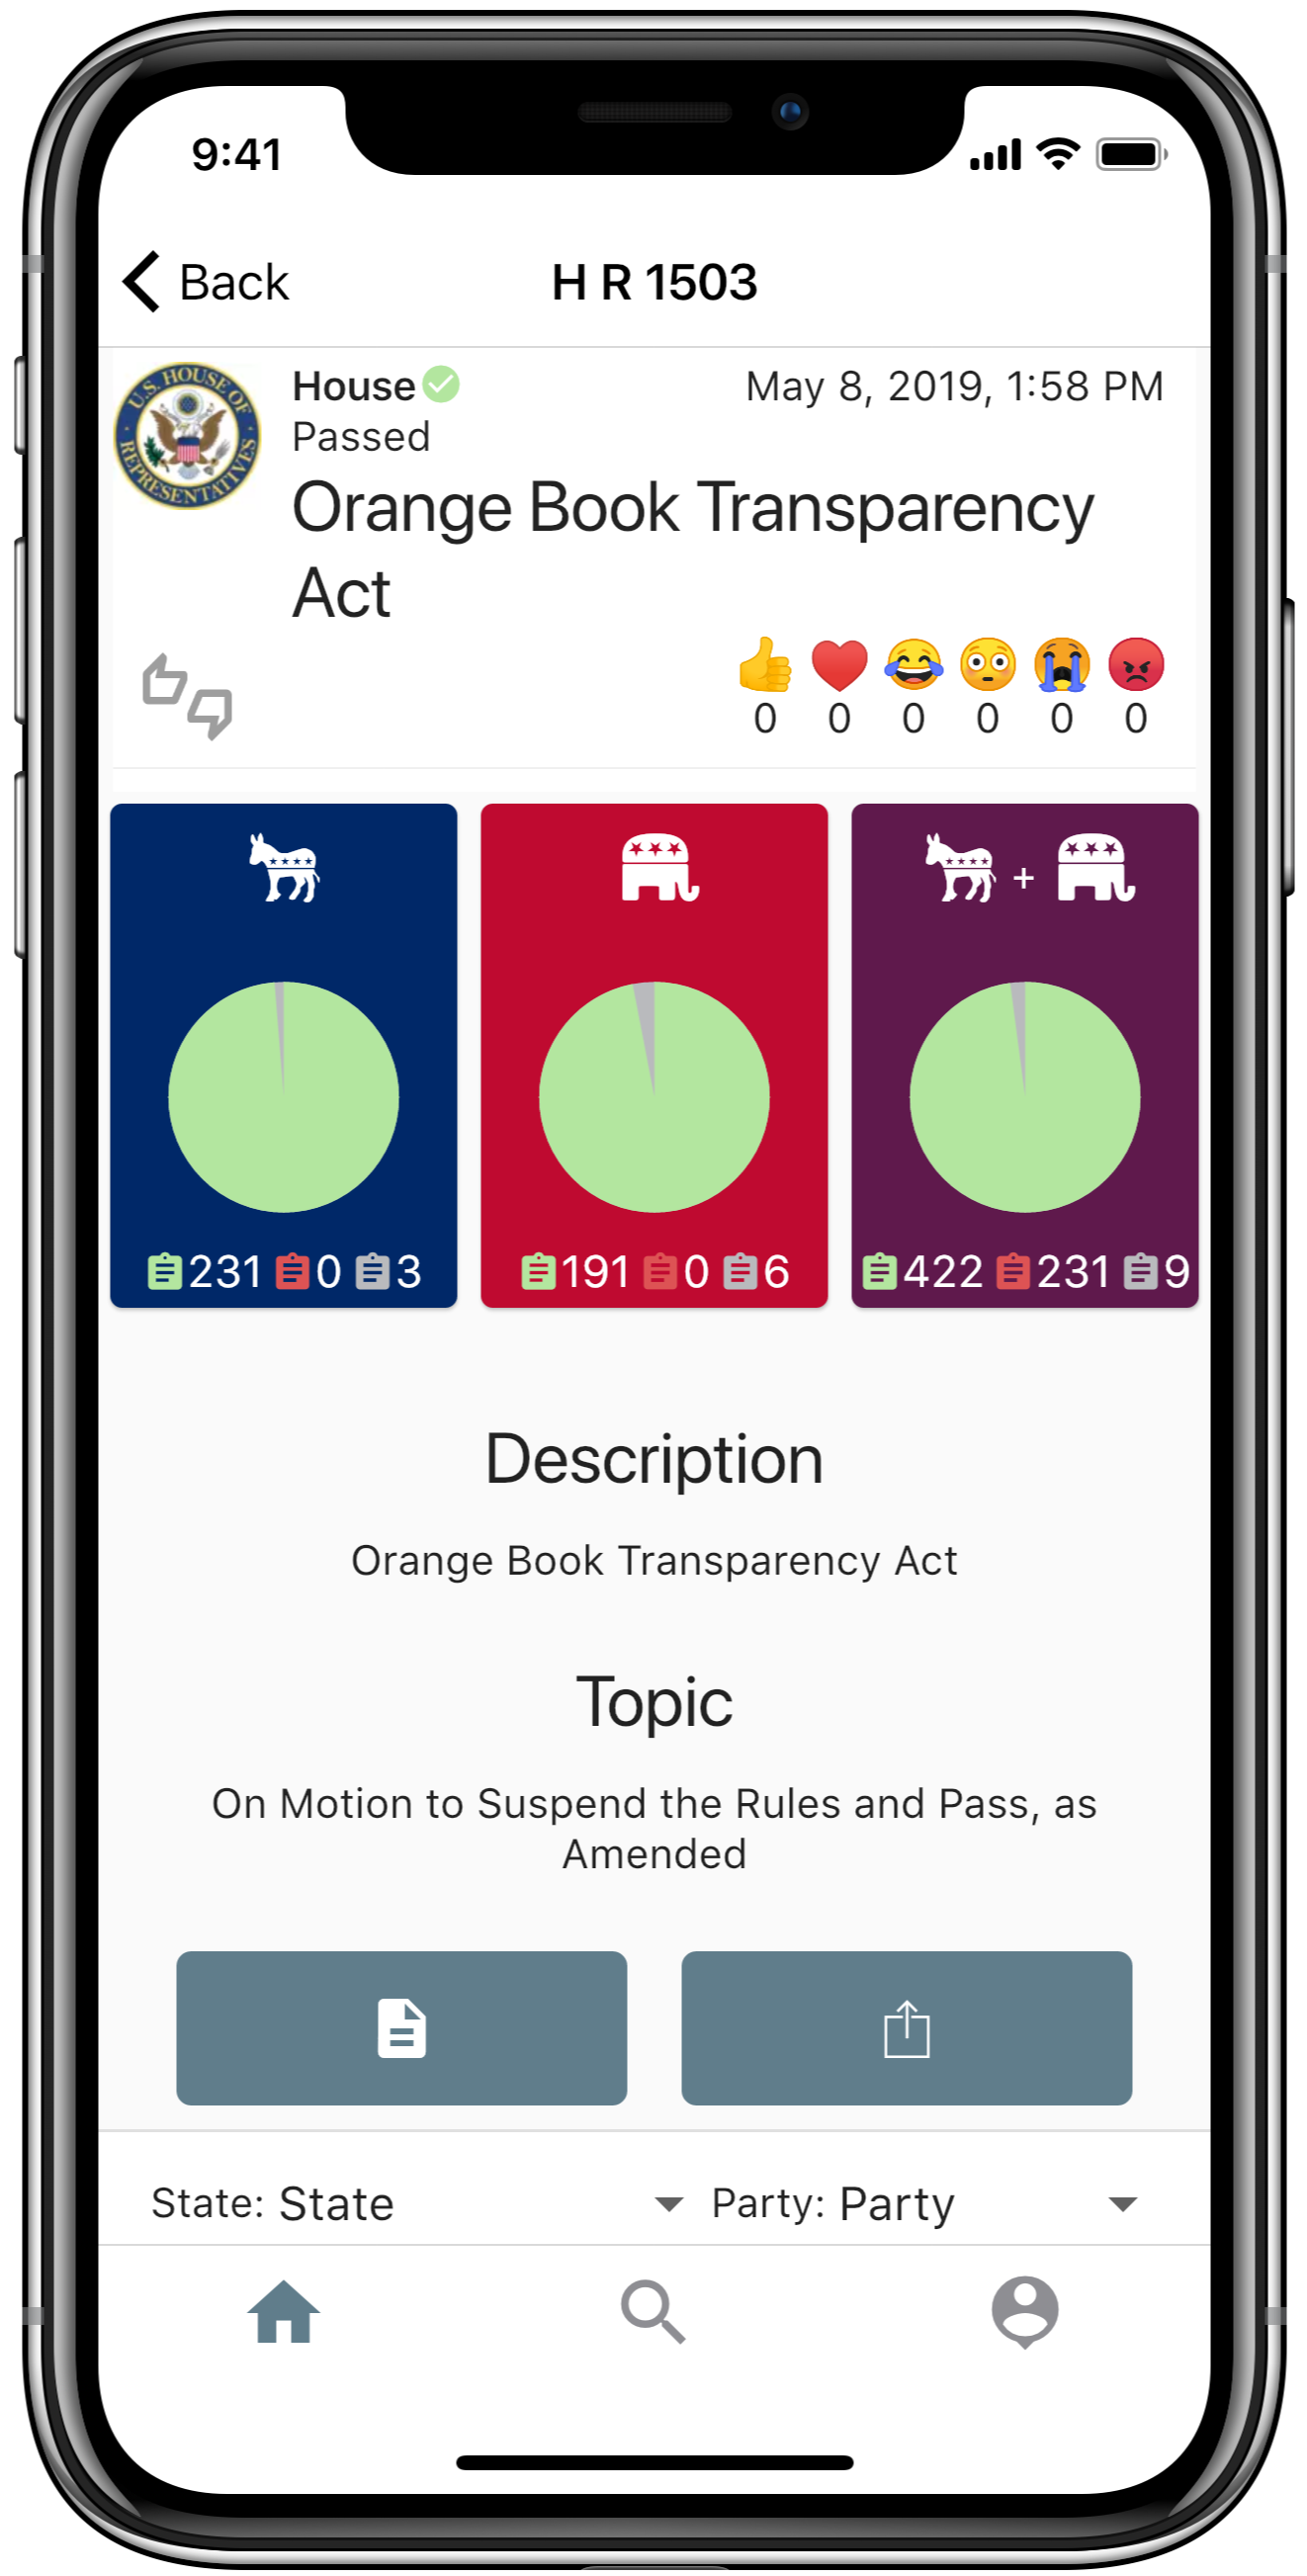 9:41
Back
H R 1503
U.S. HOUSE OF REPRESENTATIVES
House
May 8, 2019, 1:58 PM
Passed
Orange Book Transparency
Act
0 0 0 0 0 0
+
231 0 3
191 0 6
422 231 9
Description
Orange Book Transparency Act
Topic
On Motion to Suspend the Rules and Pass, as
Amended
State: State
Party: Party